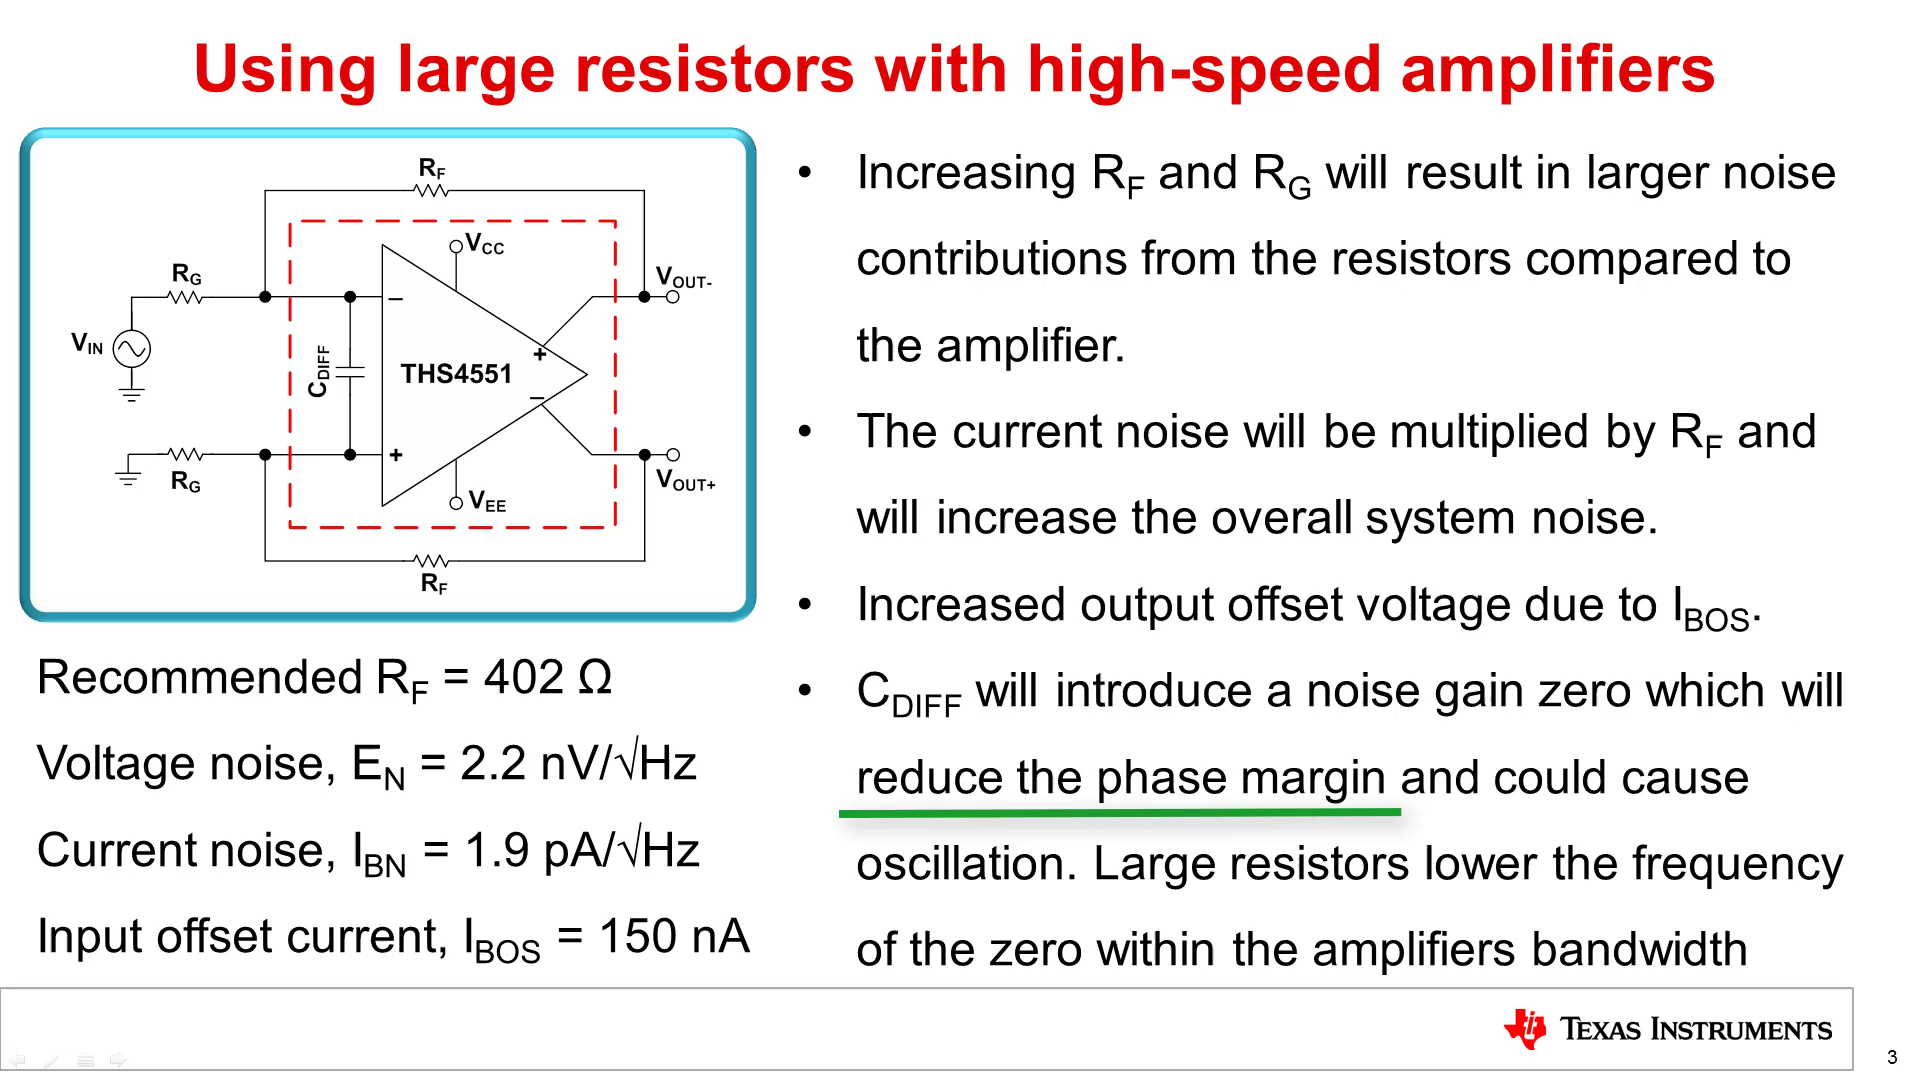 Using large resistors with high-speed amplifiers
RF
VCC
RG
VOUT-
VIN
CDIFF
–
+
THS4551
–
+
RG
VOUT+
VEE
RF
Recommended RF = 402 Ω
Voltage noise, EN = 2.2 nV/√Hz
Current noise, IBN = 1.9 pA/√Hz
Input offset current, IBOS = 150 nA
• Increasing RF and RG will result in larger noise
contributions from the resistors compared to
the amplifier.
• The current noise will be multiplied by RF and
will increase the overall system noise.
• Increased output offset voltage due to IBOS.
• CDIFF will introduce a noise gain zero which will
reduce the phase margin and could cause
oscillation. Large resistors lower the frequency
of the zero within the amplifiers bandwidth
TEXAS INSTRUMENTS
3